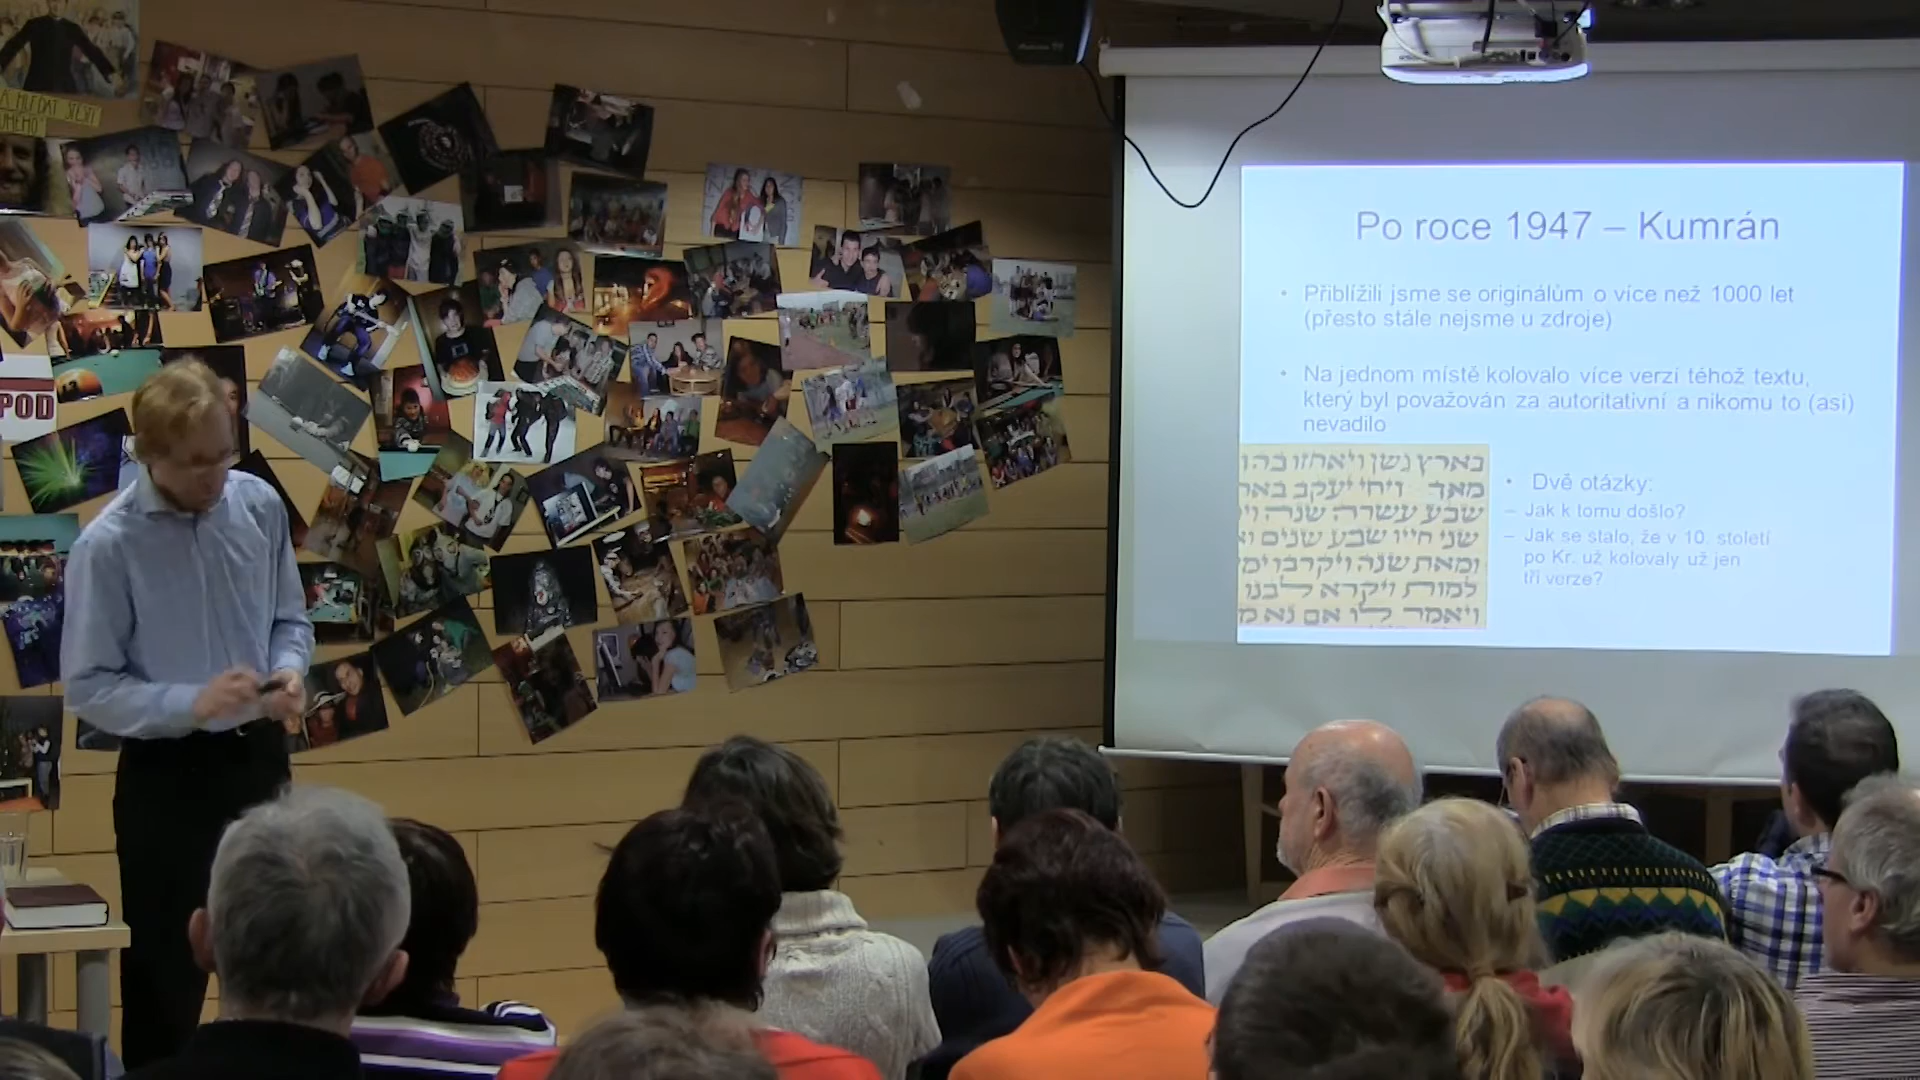 A HLEDAT
POD
Po roce 1947 – Kumrán
• Přiblížili jsme se originálům o více než 1000 let
(přesto stále nejsme u zdroje)
• Na jednom místě kolovalo více verzí téhož textu,
který byl považován za autoritativní a nikomu to (asi)
nevadilo
בארץ גשן ויאחזו בה ו
מאד ויחי יעקב באר
שבע עשרה שנה וי
שני חייו שבע שנים וא
ומאת שנה ויקרבו ימ
למות ויקרא לבנו
ויאמר לו אם נא מ
• Dvě otázky:
– Jak k tomu došlo?
– Jak se stalo, že v 10. století
po Kr. už kolovaly už jen
tři verze?